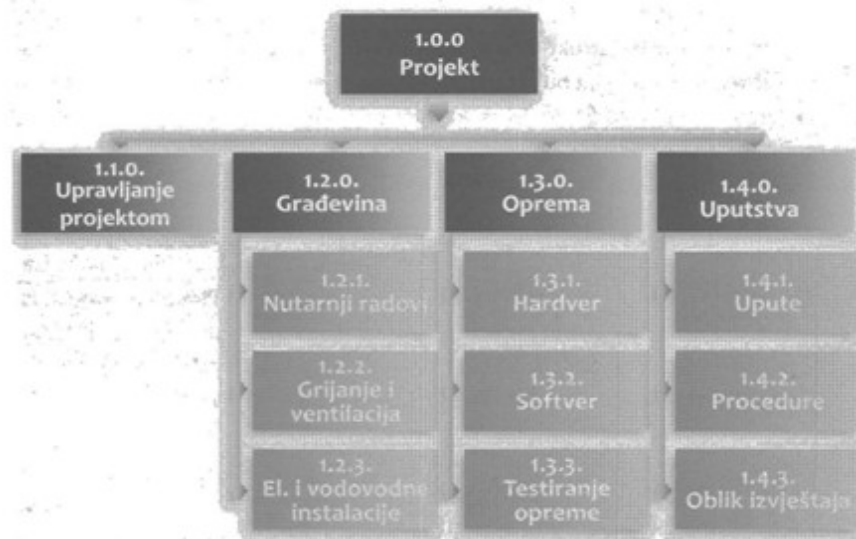 1.0.0
Projekt
1.1.0.
Upravljanje
projektom
1.2.0.
Građevina
1.3.0.
Oprema
1.4.0.
Uputstva
1.2.1.
Nutarnji radovi
1.3.1.
Hardver
1.4.1.
Upute
1.2.2.
Grijanje i
ventilacija
1.3.2.
Softver
1.4.2.
Procedure
1.2.3.
El. i vodovodne
instalacije
1.3.3.
Testiranje
opreme
1.4.3.
Oblik izvještaja